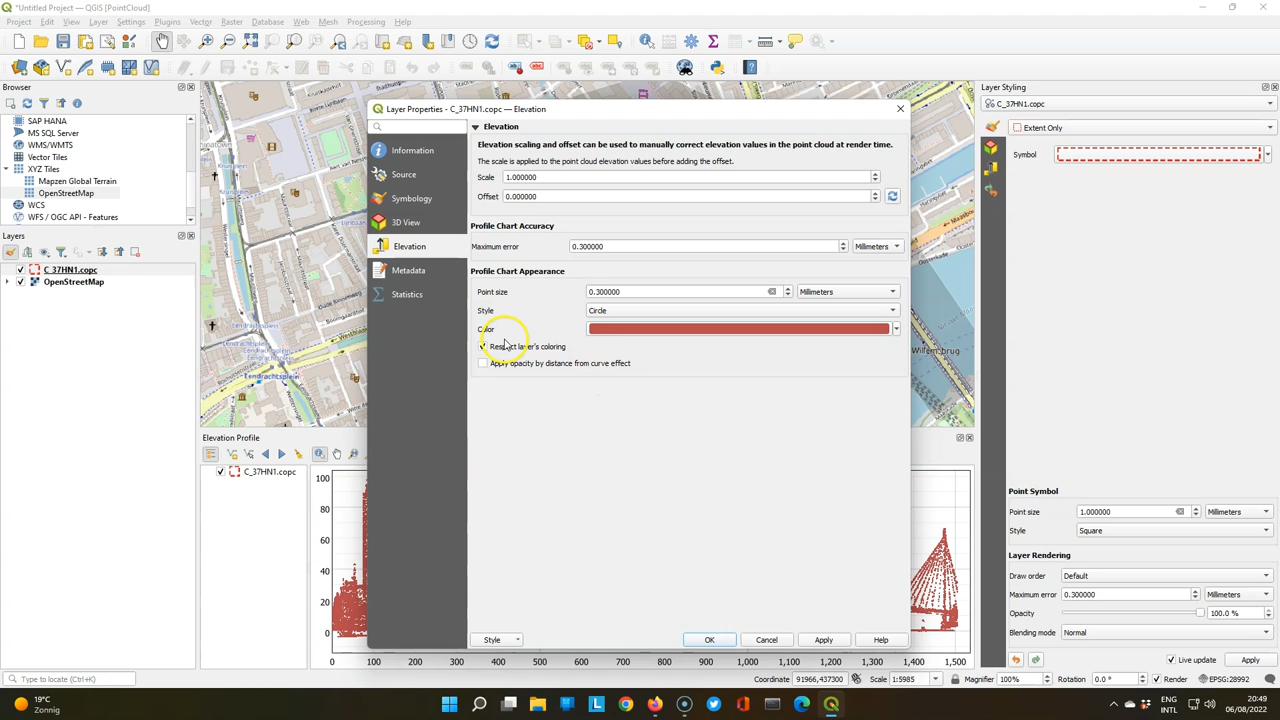 *Untitled Project — QGIS [PointCloud]
Project Edit View Layer Settings Plugins Vector Raster Database Web Mesh Processing Help
Browser
SAP HANA
MS SQL Server
WMS/WMTS
Vector Tiles
XYZ Tiles
Mapzen Global Terrain
OpenStreetMap
WCS
WFS / OGC API - Features
Layers
C_37HN1.copc
OpenStreetMap
Layer Properties - C_37HN1.copc — Elevation
Information
Source
Symbology
3D View
Elevation
Metadata
Statistics
Elevation
Elevation scaling and offset can be used to manually correct elevation values in the point cloud at render time.
The scale is applied to the point cloud elevation values before adding the offset.
Scale 1.000000
Offset 0.000000
Profile Chart Accuracy
Maximum error 0.300000 Millimeters
Profile Chart Appearance
Point size 0.300000 Millimeters
Style Circle
Color
Respect layer's coloring
Apply opacity by distance from curve effect
Style OK Cancel Apply Help
Eendrachtsplein
Willemsbrug
Elevation Profile
C_37HN1.copc
100
80
60
40
20
0
0 100 200 300 400 500 600 700 800 900 1,000 1,100 1,200 1,300 1,400 1,500
Layer Styling
C_37HN1.copc
Extent Only
Symbol
Point Symbol
Point size 1.000000 Millimeters
Style Square
Layer Rendering
Draw order Default
Maximum error 0.300000 Millimeters
Opacity 100.0 %
Blending mode Normal
Live update Apply
Type to locate (Ctrl+K) Coordinate 91966,437300 Scale 1:5985 Magnifier 100% Rotation 0.0 ° Render EPSG:28992
19°C
Zonnig
ENG
INTL
20:49
06/08/2022